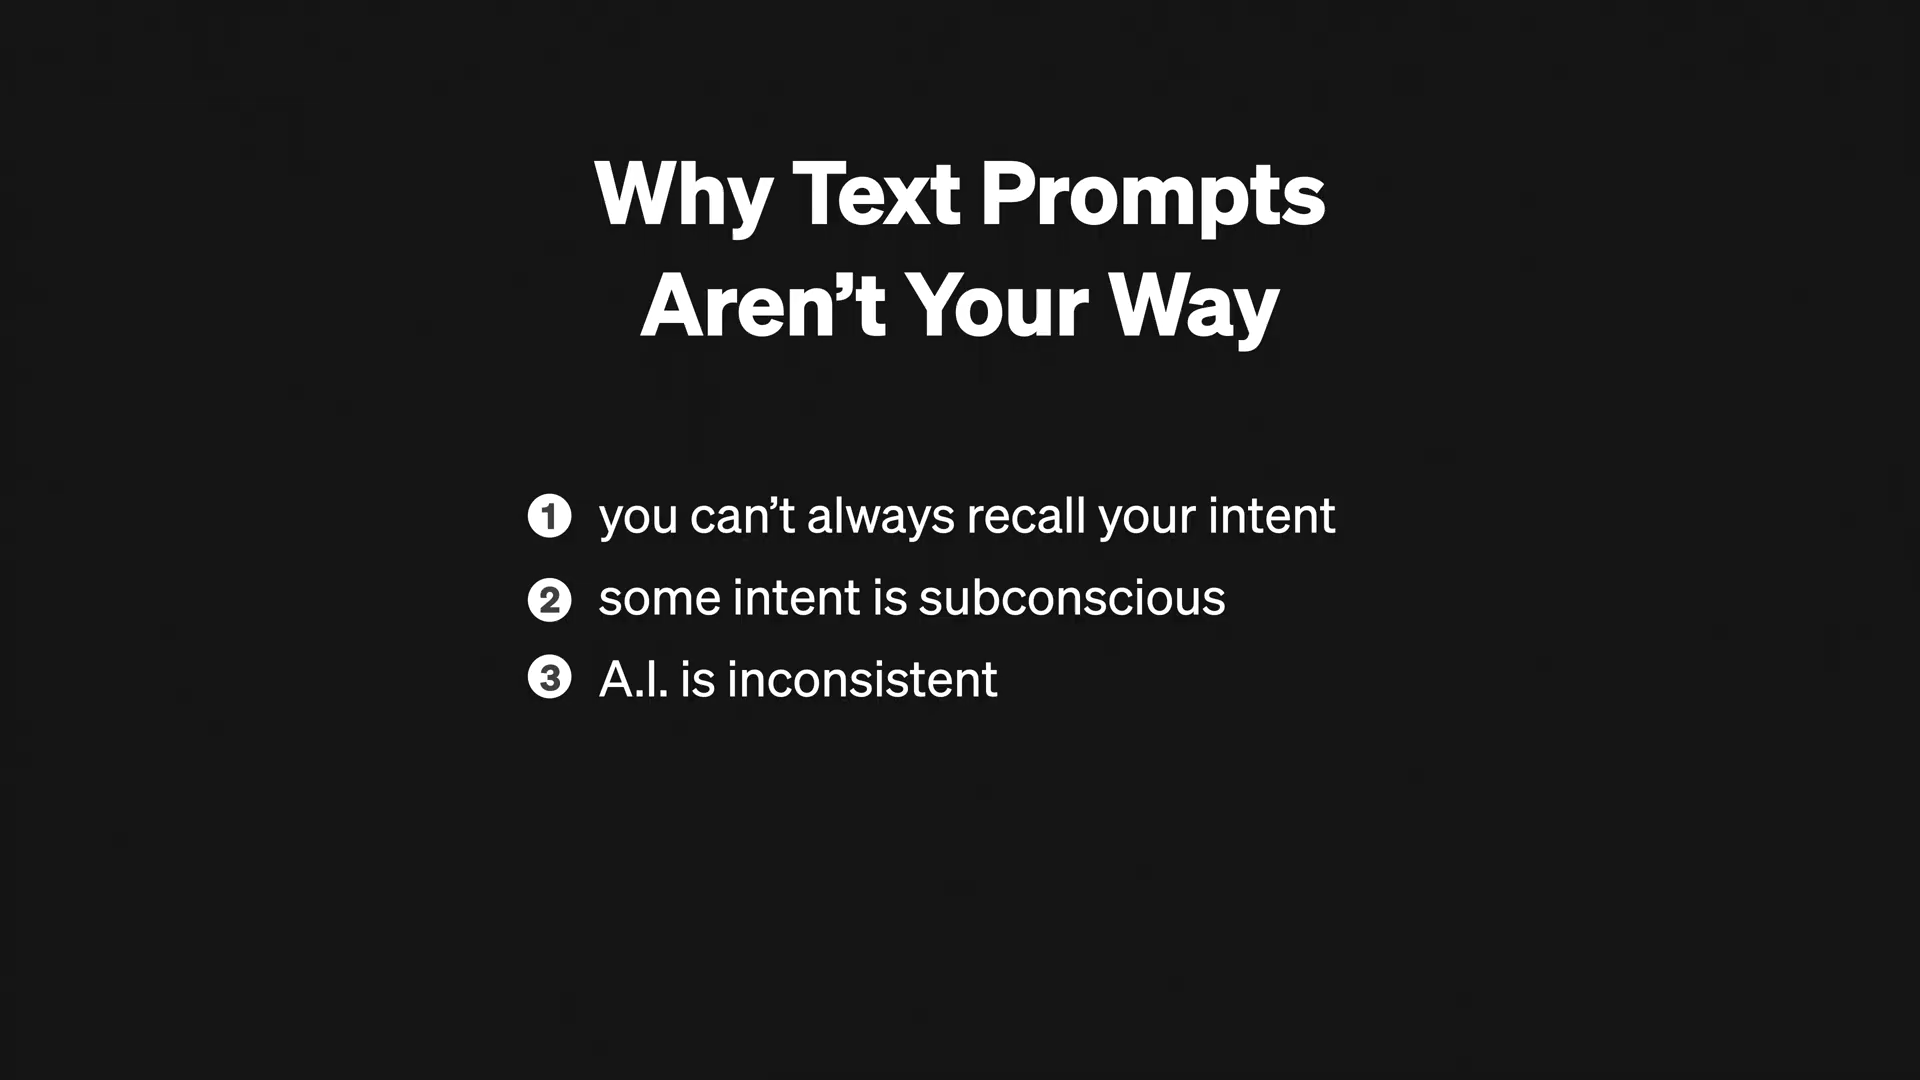 Why Text Prompts
Aren’t Your Way
1 you can’t always recall your intent
2 some intent is subconscious
3 A.I. is inconsistent